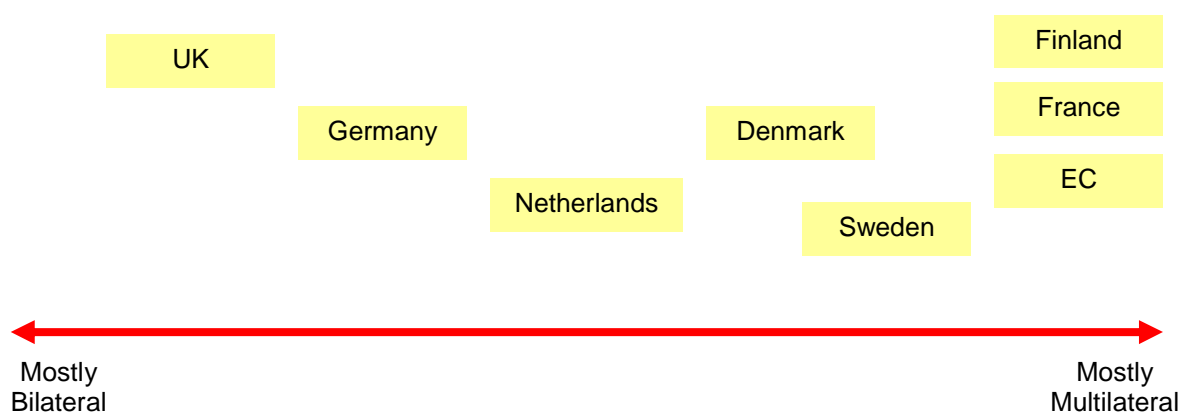 Finland
UK
France
Germany
Denmark
EC
Netherlands
Sweden
Mostly
Bilateral
Mostly
Multilateral